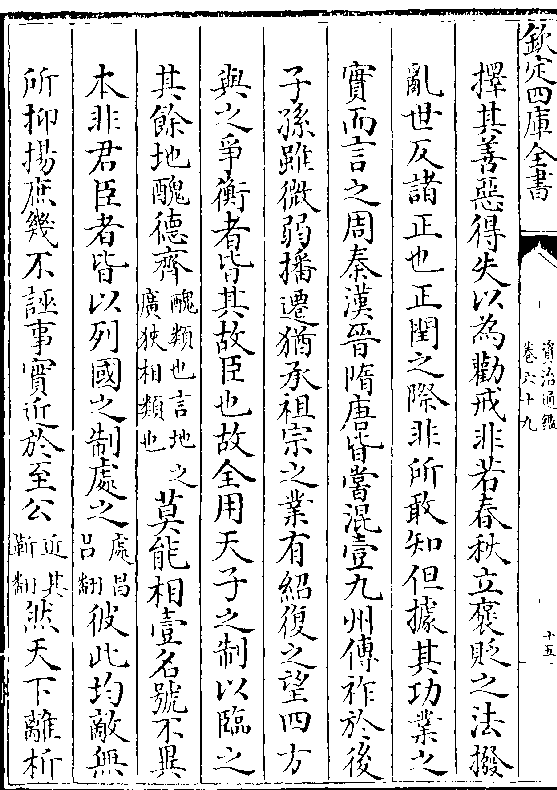 欽定四庫全書
資治通鑑
卷六十九
十五
擇其善惡得失以為勸戒非若春秋立褒貶之法撥
亂世反諸正也正閏之際非所敢知但據其功業之
實而言之周秦漢晉隋唐皆嘗混壹九州傳祚於後
子孫雖微弱播遷猶承祖宗之業有紹復之望四方
與之爭衡者皆其故臣也故全用天子之制以臨之
其餘地醜德齊醜類也言地之廣狹相類也莫能相壹名號不異
本非君臣者皆以列國之制處之處昌呂翻彼此均敵無
所抑揚庶幾不誣事實近於至公近其靳翻然天下離析